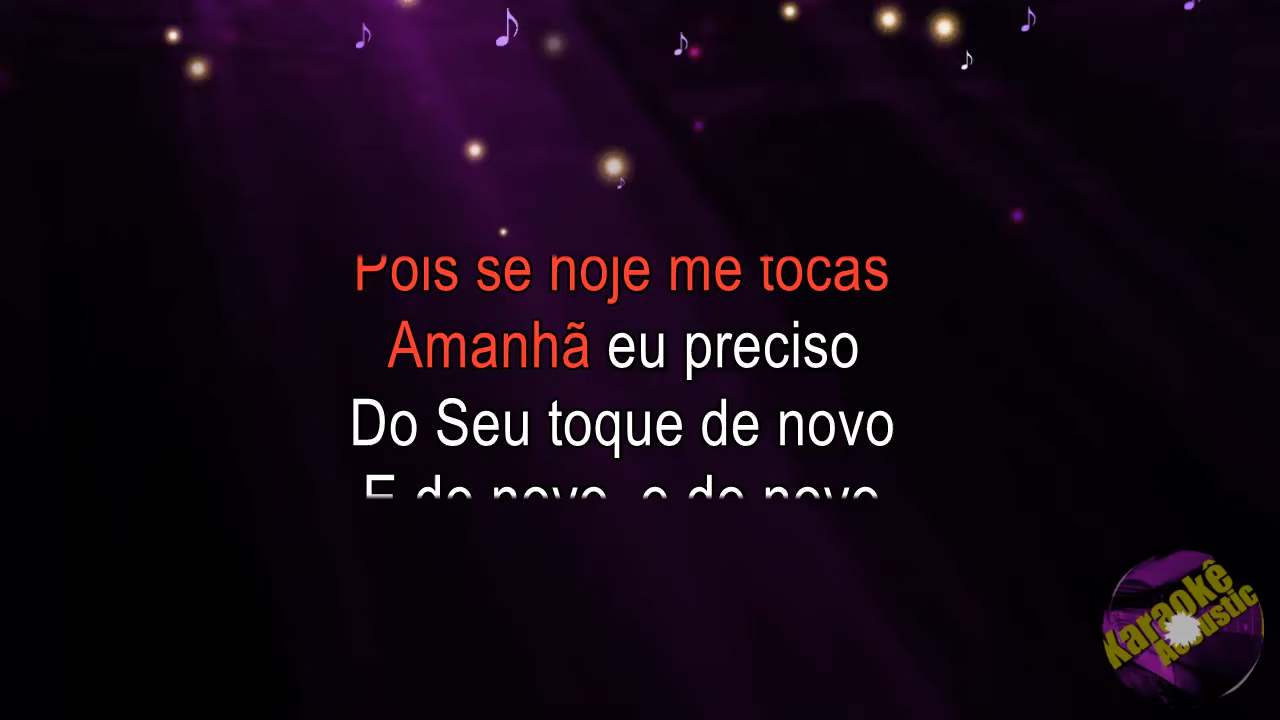 Pois se hoje me tocas
Amanhã eu preciso
Do Seu toque de novo
E de novo, e de novo
Karaokê
Acoustic